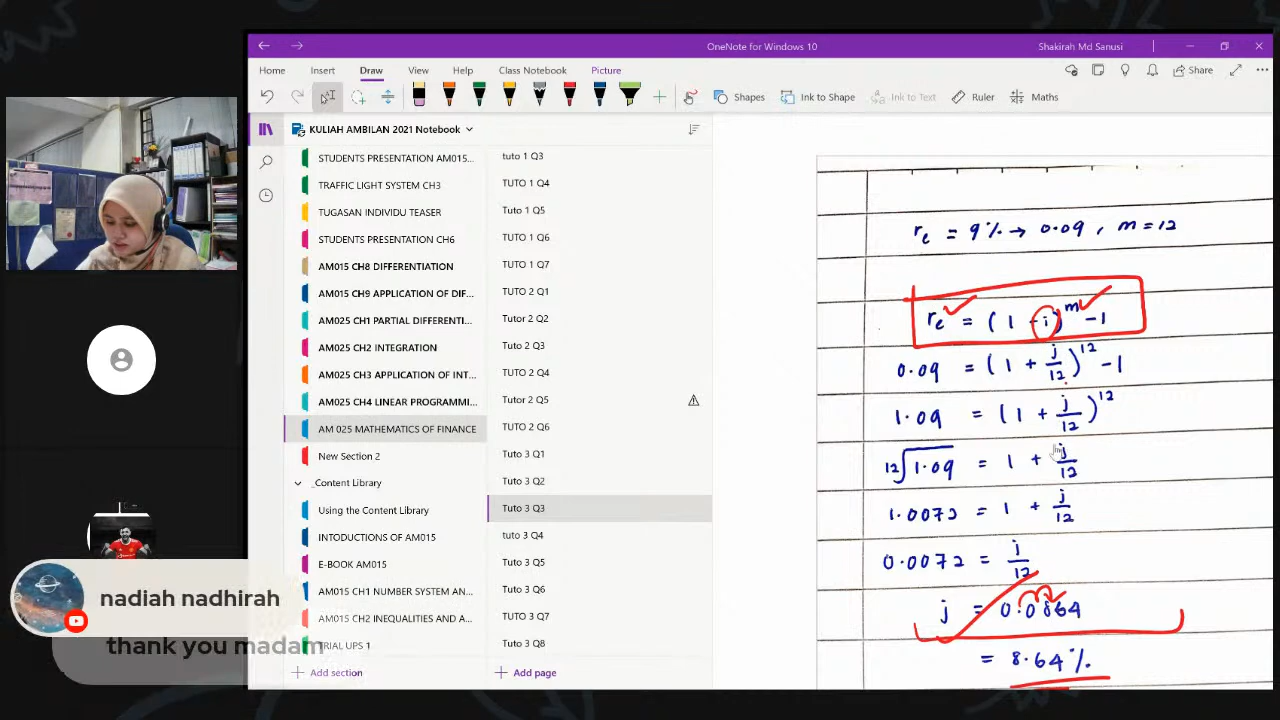 OneNote for Windows 10
Shakirah Md Sanusi
Home Insert Draw View Help Class Notebook Picture
Share
Shapes Ink to Shape Ink to Text Ruler Maths
KULIAH AMBILAN 2021 Notebook
STUDENTS PRESENTATION AM015...
TRAFFIC LIGHT SYSTEM CH3
TUGASAN INDIVIDU TEASER
STUDENTS PRESENTATION CH6
AM015 CH8 DIFFERENTIATION
AM015 CH9 APPLICATION OF DIF...
AM025 CH1 PARTIAL DIFFERENTI...
AM025 CH2 INTEGRATION
AM025 CH3 APPLICATION OF INT...
AM025 CH4 LINEAR PROGRAMMI...
AM 025 MATHEMATICS OF FINANCE
New Section 2
_Content Library
Using the Content Library
INTODUCTIONS OF AM015
E-BOOK AM015
AM015 CH1 NUMBER SYSTEM AN...
AM015 CH2 INEQUALITIES AND A...
TRIAL UPS 1
Add section
tuto 1 Q3
TUTO 1 Q4
Tuto 1 Q5
TUTO 1 Q6
TUTO 1 Q7
TUTO 2 Q1
Tutor 2 Q2
Tuto 2 Q3
TUTO 2 Q4
Tutor 2 Q5
TUTO 2 Q6
Tuto 3 Q1
Tuto 3 Q2
Tuto 3 Q3
tuto 3 Q4
Tuto 3 Q5
Tuto 3 Q6
TUTO 3 Q7
Tuto 3 Q8
Add page
re = 9% → 0.09 , m = 12
re = ( 1 + i )^m - 1
0.09 = ( 1 + j/12 )^12 - 1
1.09 = ( 1 + j/12 )^12
12√1.09 = 1 + j/12
1.0072 = 1 + j/12
0.0072 = j/12
j = 0.0864
= 8.64%
nadiah nadhirah
thank you madam